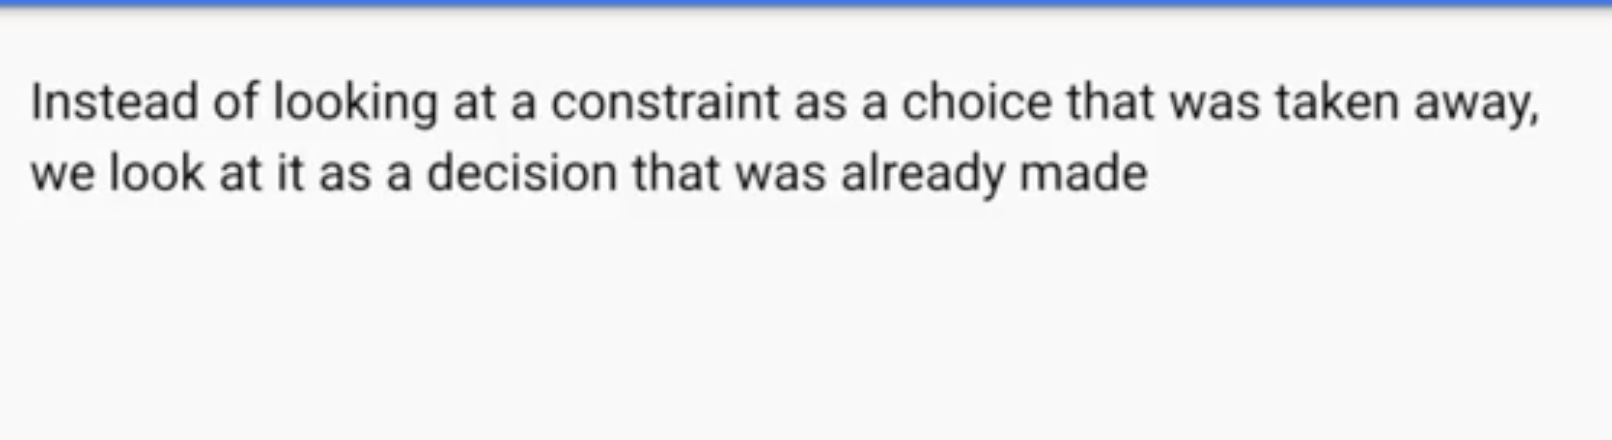 Instead of looking at a constraint as a choice that was taken away,
we look at it as a decision that was already made